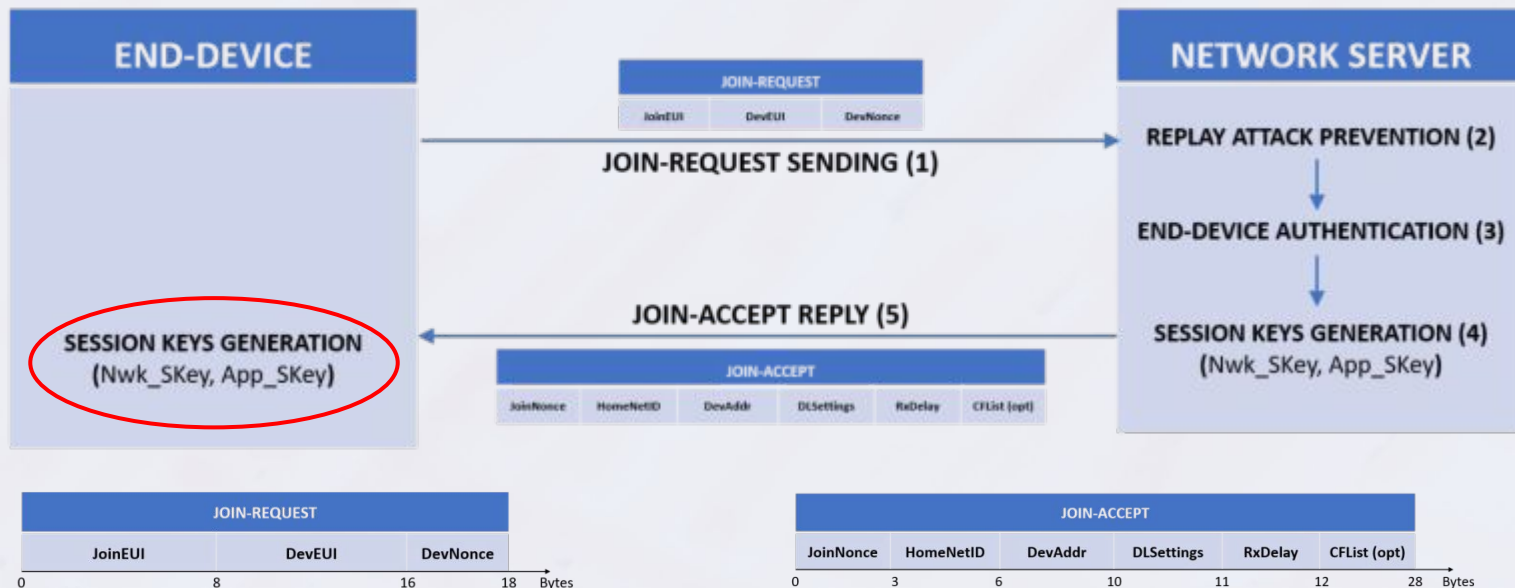 END-DEVICE
NETWORK SERVER
JOIN-REQUEST
JoinEUI DevEUI DevNonce
JOIN-REQUEST SENDING (1)
REPLAY ATTACK PREVENTION (2)
END-DEVICE AUTHENTICATION (3)
JOIN-ACCEPT REPLY (5)
SESSION KEYS GENERATION
(Nwk_SKey, App_SKey)
SESSION KEYS GENERATION (4)
(Nwk_SKey, App_SKey)
JOIN-ACCEPT
JoinNonce HomeNetID DevAddr DLSettings RxDelay CFList (opt)
JOIN-REQUEST
JoinEUI DevEUI DevNonce
0 8 16 18 Bytes
JOIN-ACCEPT
JoinNonce HomeNetID DevAddr DLSettings RxDelay CFList (opt)
0 3 6 10 11 12 28 Bytes